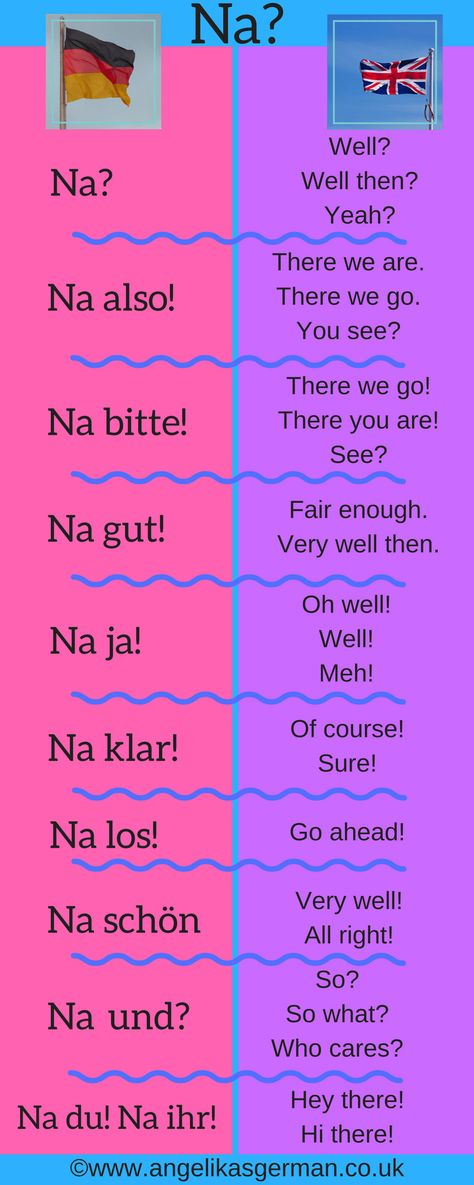 Na?
Na?
Well?
Well then?
Yeah?
Na also!
There we are.
There we go.
You see?
Na bitte!
There we go!
There you are!
See?
Na gut!
Fair enough.
Very well then.
Na ja!
Oh well!
Well!
Meh!
Na klar!
Of course!
Sure!
Na los!
Go ahead!
Na schön
Very well!
All right!
Na und?
So?
So what?
Who cares?
Na du! Na ihr!
Hey there!
Hi there!
©www.angelikasgerman.co.uk